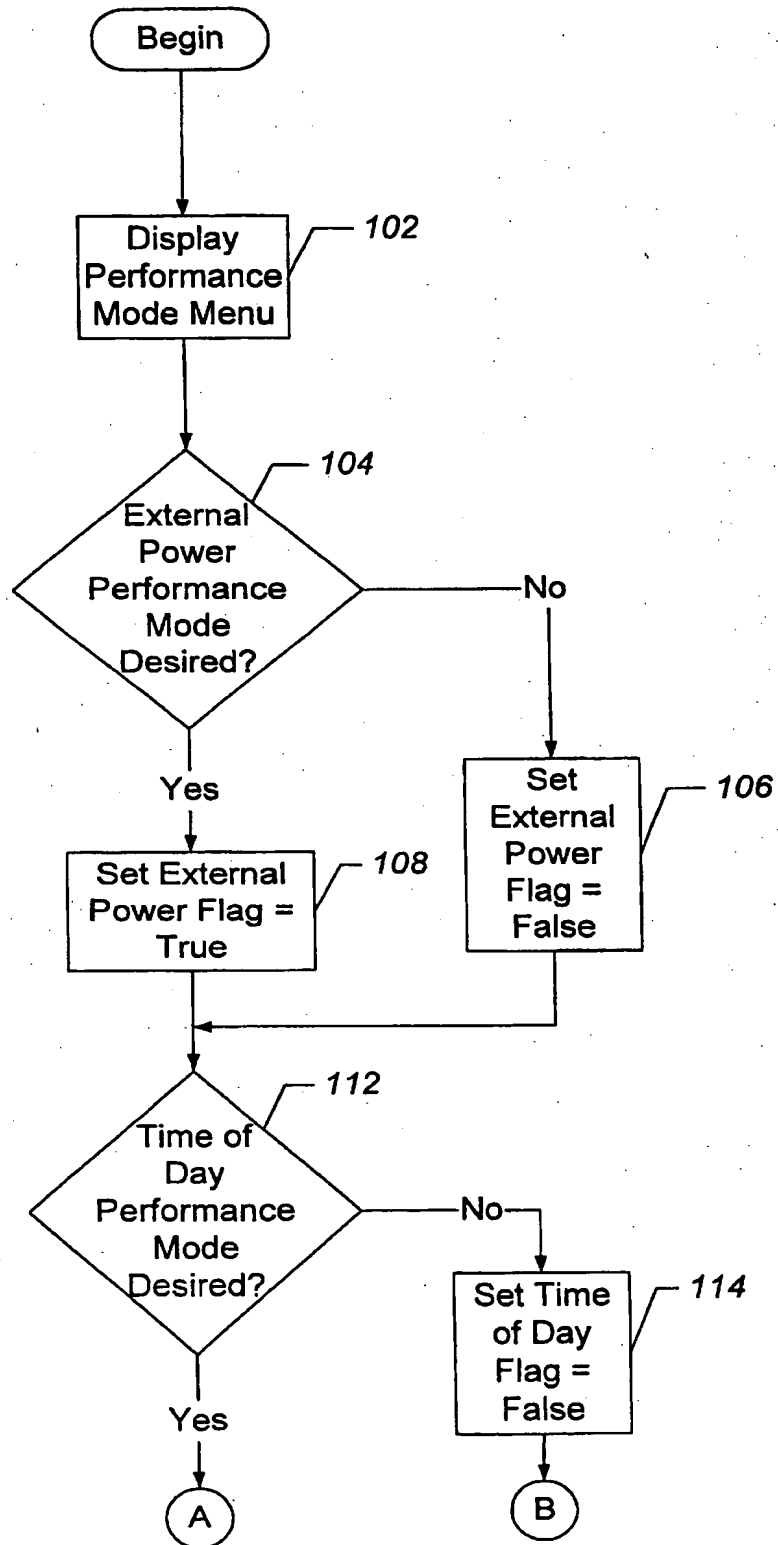 Begin
Display
Performance
Mode Menu
102
External
Power
Performance
Mode
Desired?
104
No
Yes
Set
External
Power
Flag =
False
106
Set External
Power Flag =
True
108
Time of
Day
Performance
Mode
Desired?
112
No
Set Time
of Day
Flag =
False
114
Yes
A
B